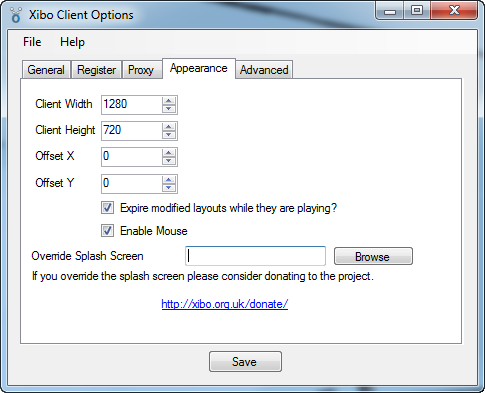 Xibo Client Options
File Help
General Register Proxy Appearance Advanced
Client Width 1280
Client Height 720
Offset X 0
Offset Y 0
Expire modified layouts while they are playing?
Enable Mouse
Override Splash Screen Browse
If you override the splash screen please consider donating to the project.
http://xibo.org.uk/donate/
Save